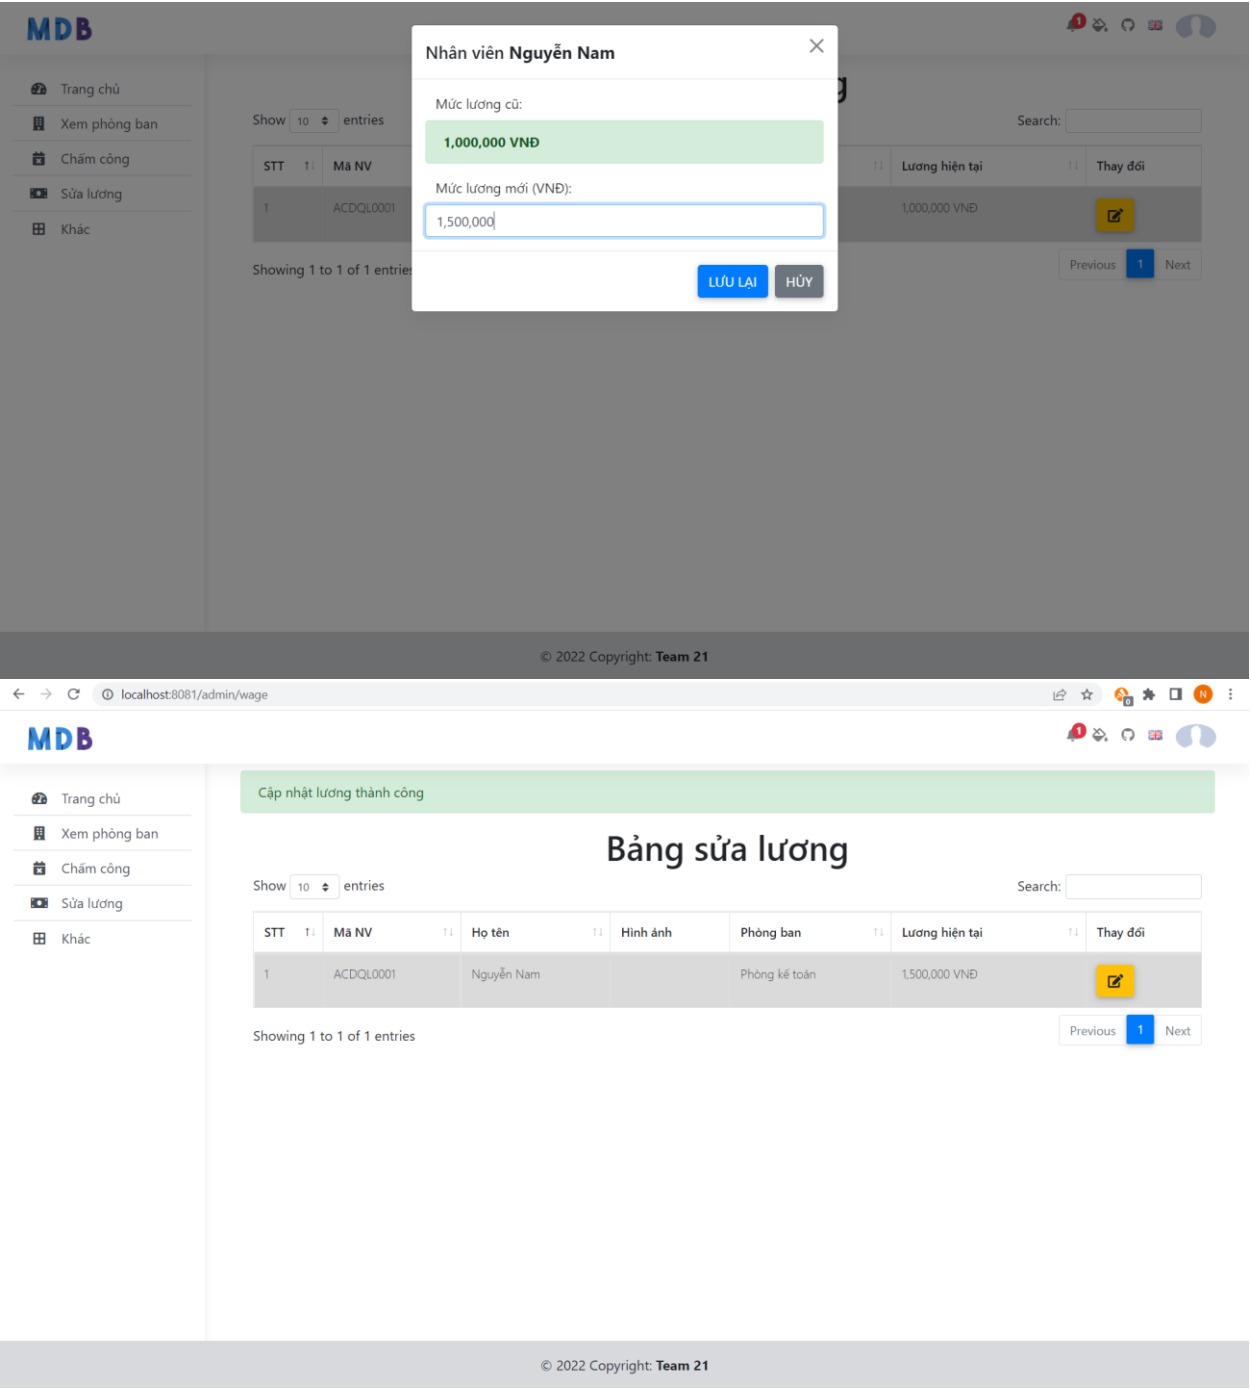 MDB
1
Nhân viên Nguyễn Nam
Trang chủ
Xem phòng ban
Chấm công
Sửa lương
Khác
g
Mức lương cũ:
1,000,000 VNĐ
Mức lương mới (VNĐ):
1,500,000
LƯU LẠI HỦY
Show 10 entries
Search:
STT Mã NV Lương hiện tại Thay đổi
1 ACDQL0001 1,000,000 VNĐ
Showing 1 to 1 of 1 entries
Previous 1 Next
© 2022 Copyright: Team 21
localhost:8081/admin/wage
0 N
MDB
1
Trang chủ
Xem phòng ban
Chấm công
Sửa lương
Khác
Cập nhật lương thành công
Bảng sửa lương
Show 10 entries
Search:
STT Mã NV Họ tên Hình ảnh Phòng ban Lương hiện tại Thay đổi
1 ACDQL0001 Nguyễn Nam Phòng kế toán 1,500,000 VNĐ
Showing 1 to 1 of 1 entries
Previous 1 Next
© 2022 Copyright: Team 21